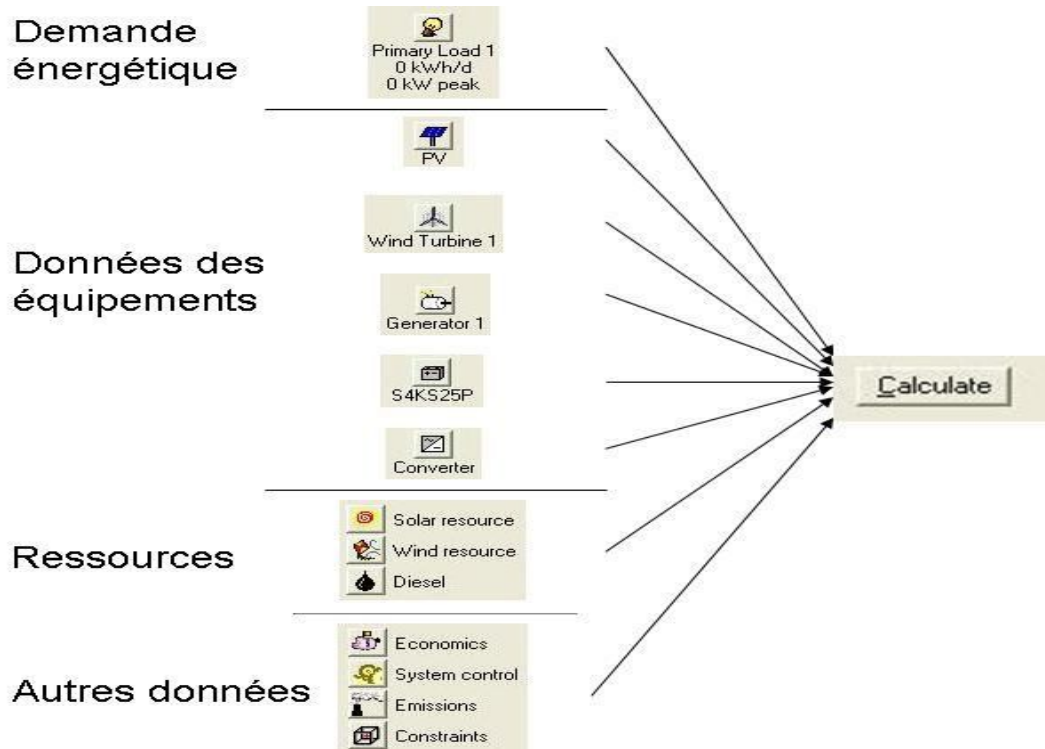 Demande
énergétique
Primary Load 1
0 kWh/d
0 kW peak
PV
Wind Turbine 1
Données des
équipements
Generator 1
S4KS25P
Converter
Calculate
Ressources
Solar resource
Wind resource
Diesel
Autres données
Economics
System control
Emissions
Constraints